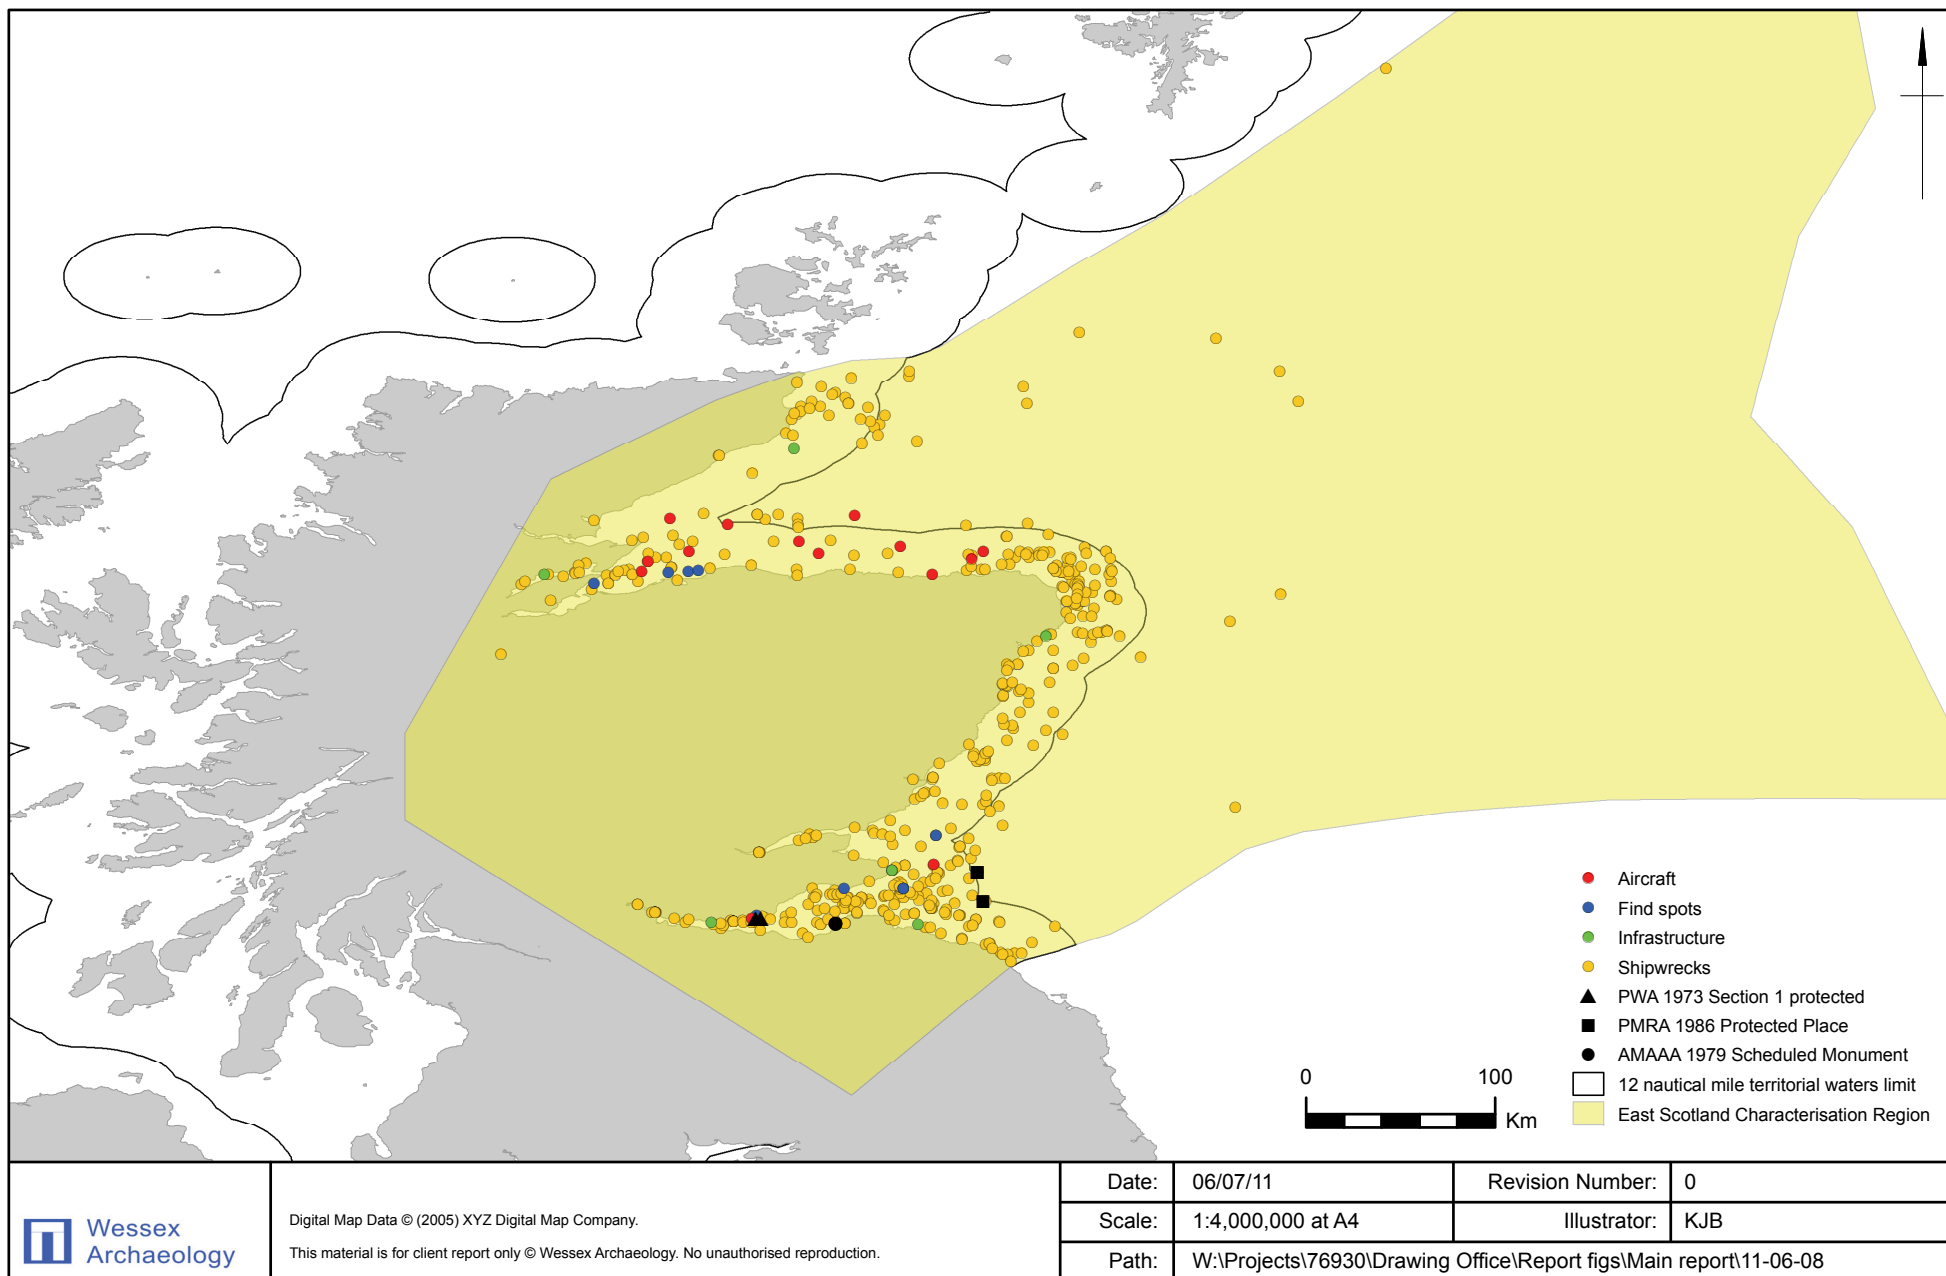 Aircraft
Find spots
Infrastructure
Shipwrecks
PWA 1973 Section 1 protected
PMRA 1986 Protected Place
AMAAA 1979 Scheduled Monument
12 nautical mile territorial waters limit
East Scotland Characterisation Region
0 100
Km
Wessex
Archaeology
Digital Map Data © (2005) XYZ Digital Map Company.
This material is for client report only © Wessex Archaeology. No unauthorised reproduction.
Date: 06/07/11 Revision Number: 0
Scale: 1:4,000,000 at A4 Illustrator: KJB
Path: W:\Projects\76930\Drawing Office\Report figs\Main report\11-06-08